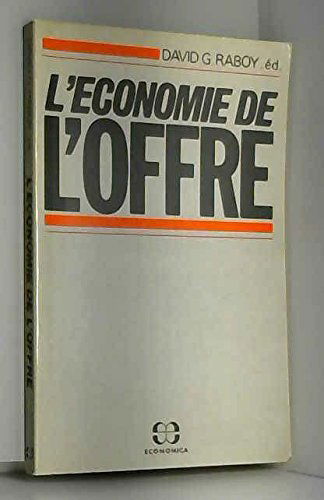 DAVID G RABOY éd.
L'ECONOMIE DE
L'OFFRE
ECONOMICA
L'ECONOMIE DE L'OFFRE